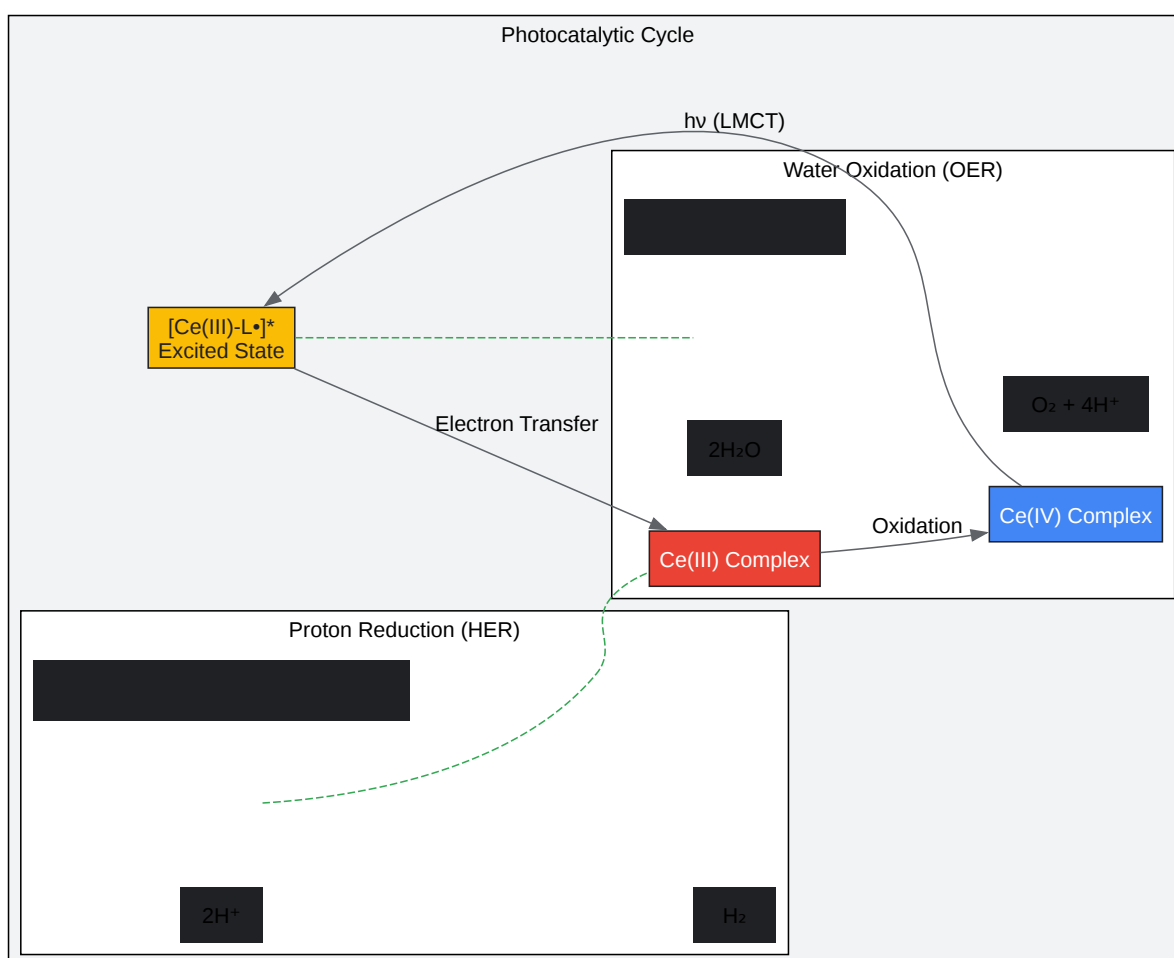 Photocatalytic Cycle
hν (LMCT)
Water Oxidation (OER)
[Ce(III)-L•]*
Excited State
O₂ + 4H⁺
Electron Transfer
2H₂O
Ce(IV) Complex
Oxidation
Ce(III) Complex
Proton Reduction (HER)
2H⁺
H₂